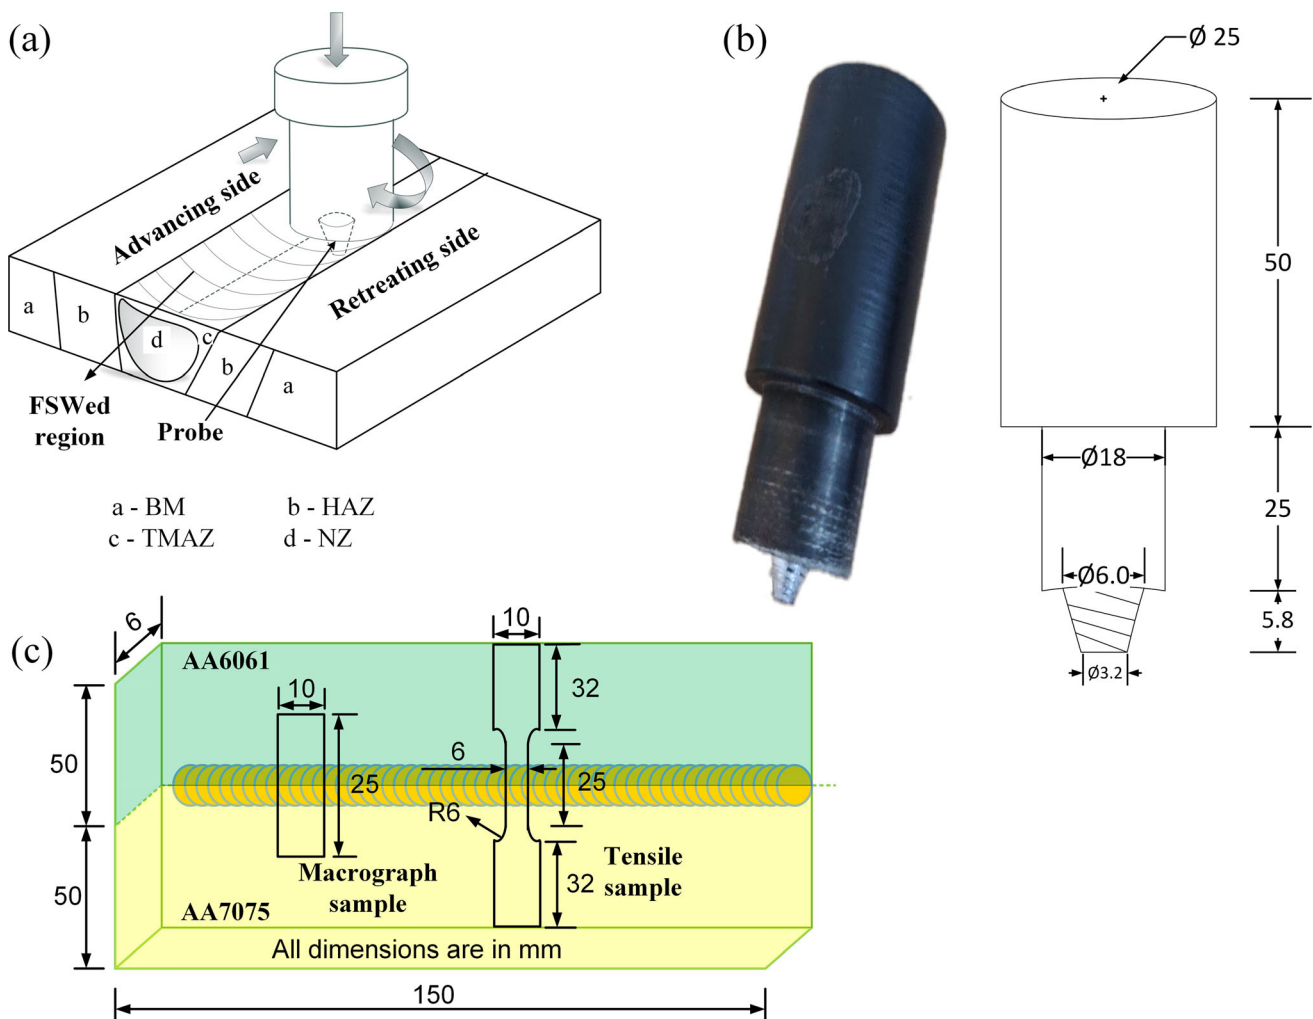 (a)
Advancing side
Retreating side
a
b
d
c
b
a
FSWed
region
Probe
a - BM
b - HAZ
c - TMAZ
d - NZ
(b)
Ø 25
50
Ø18
25
Ø6.0
5.8
Ø3.2
(c)
6
AA6061
10
10
32
50
6
25
25
R6
Macrograph
sample
Tensile
sample
32
50
AA7075
All dimensions are in mm
150